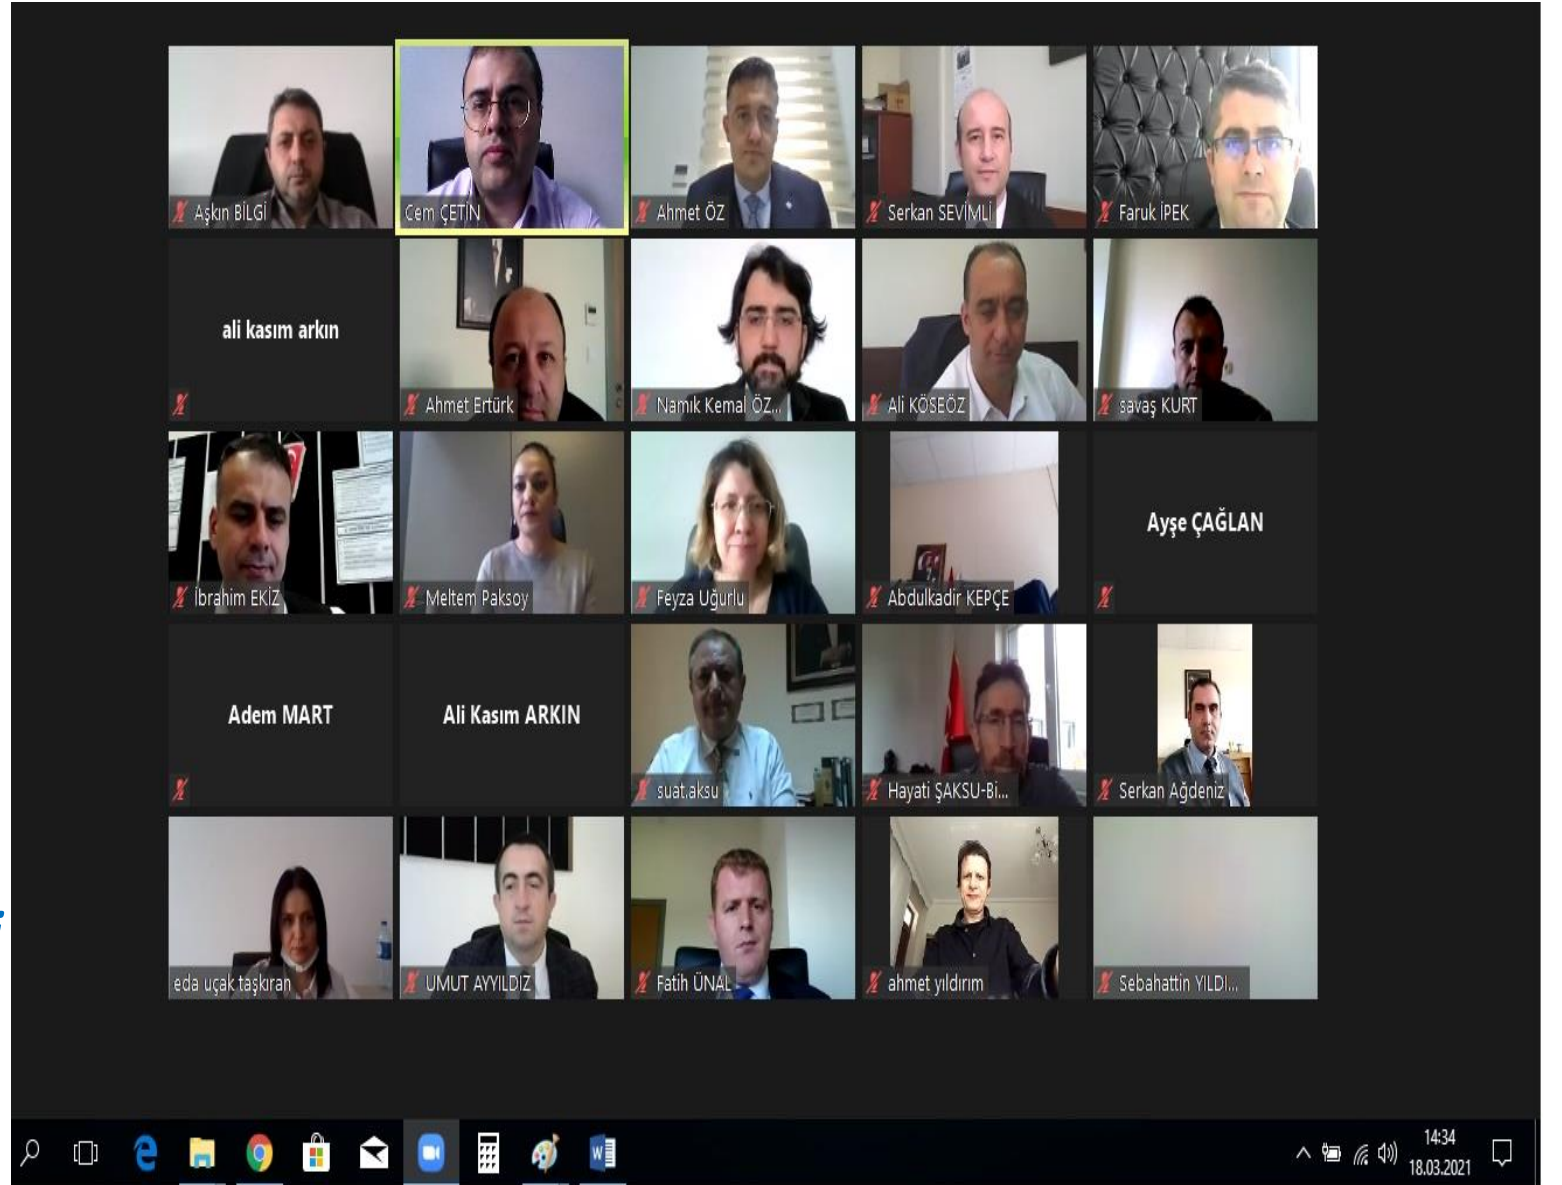 Aşkın BİLGİ
Cem ÇETİN
Ahmet ÖZ
Serkan SEVİMLİ
Faruk İPEK
ali kasım arkın
Ahmet Ertürk
Namık Kemal ÖZ...
Ali KÖSEÖZ
savaş KURT
İbrahim EKİZ
Meltem Paksoy
Feyza Uğurlu
Abdulkadir KEPÇE
Ayşe ÇAĞLAN
Adem MART
Ali Kasım ARKIN
suat.aksu
Hayati ŞAKSU-Bi...
Serkan Ağdeniz
eda uçak taşkıran
UMUT AYYILDIZ
Fatih ÜNAL
ahmet yıldırım
Sebahattin YILDI...
14:34
18.03.2021